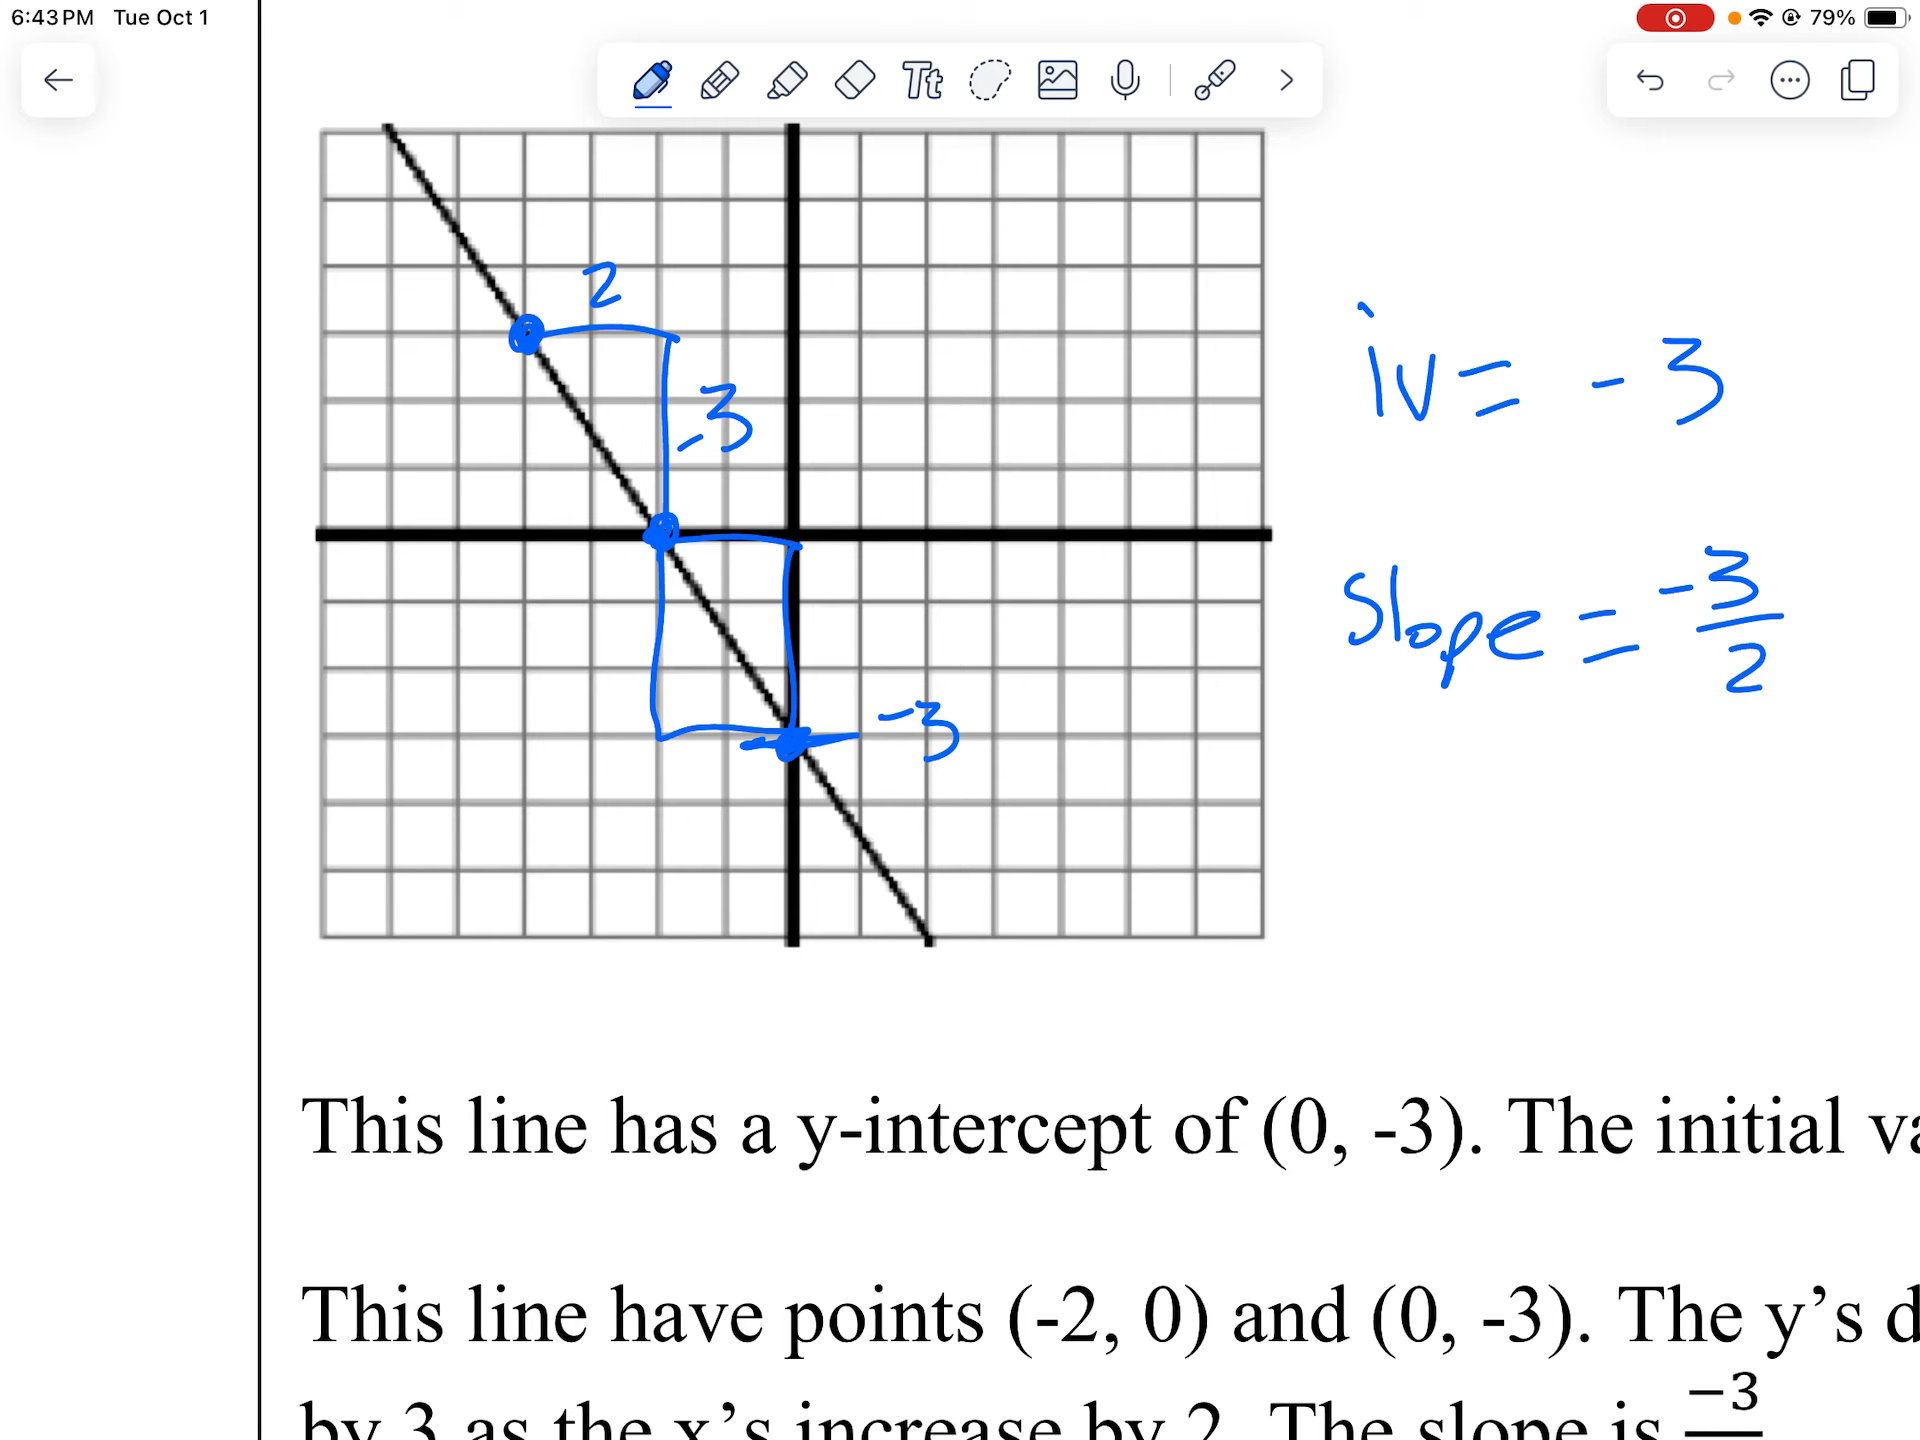 6:43 PM Tue Oct 1
79%
Tt
2
-3
iv = -3
slope = -3/2
-3
This line has a y-intercept of (0, -3). The initial va
This line have points (-2, 0) and (0, -3). The y’s d
by 3 as the x’s increase by 2. The slope is −3